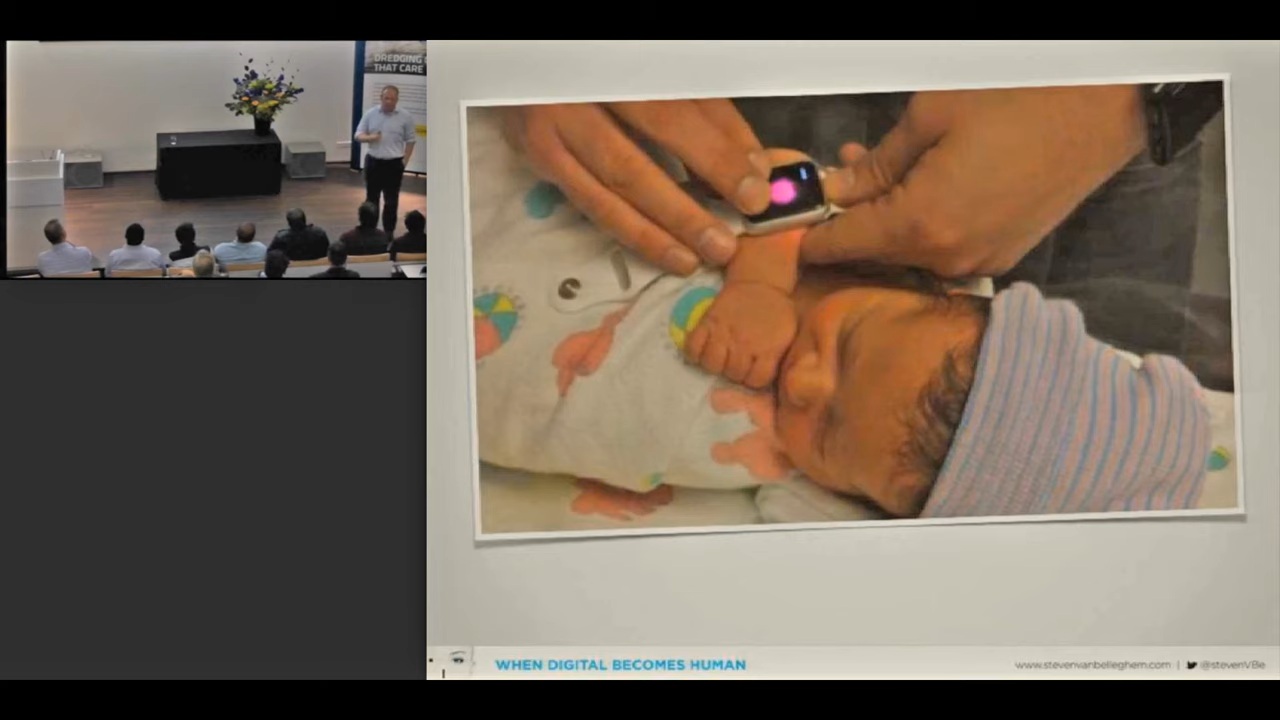 DREDGING
THAT CARE
WHEN DIGITAL BECOMES HUMAN
www.stevenvanbelleghem.com | @stevenVBe